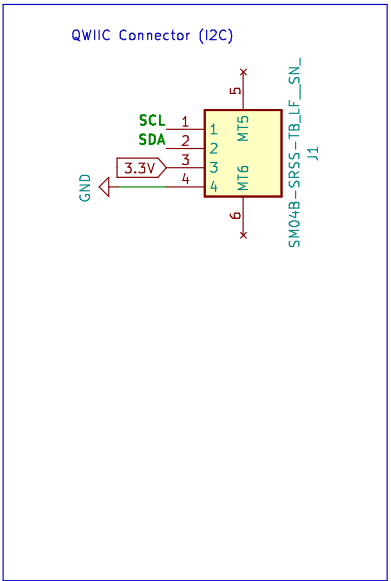 QWIIC Connector (I2C)
5
MT5
SCL 1 1
SDA 2 2
3.3V 3 3
GND 4 4
MT6
6
J1
SM04B-SRSS-TB_LF__SN_